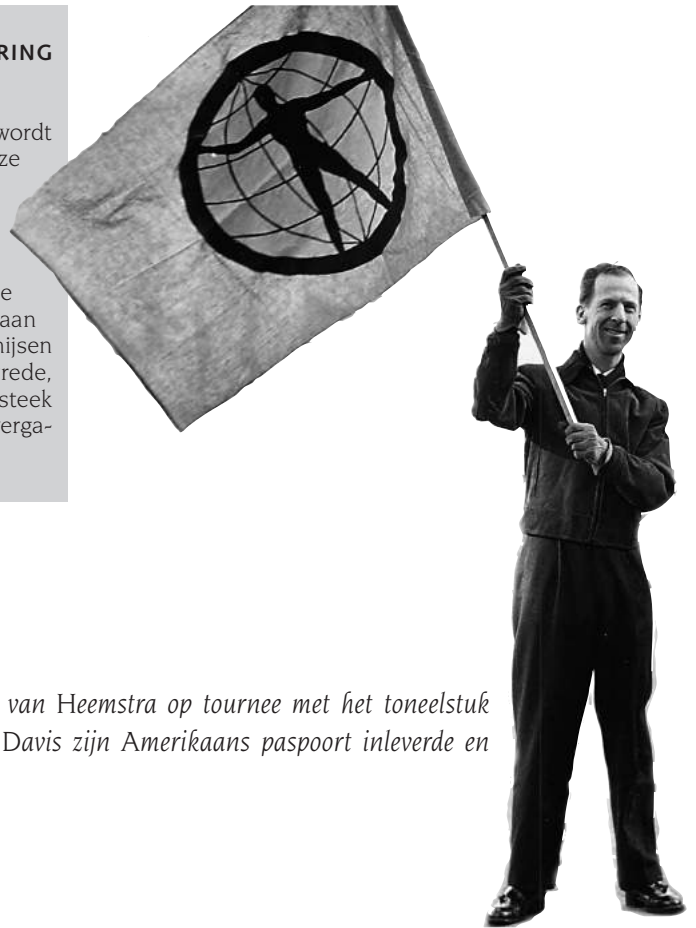 RING
wordt
ze
e
aan
nijsen
rede,
steek
erga-
van Heemstra op tournee met het toneelstuk
Davis zijn Amerikaans paspoort inleverde en